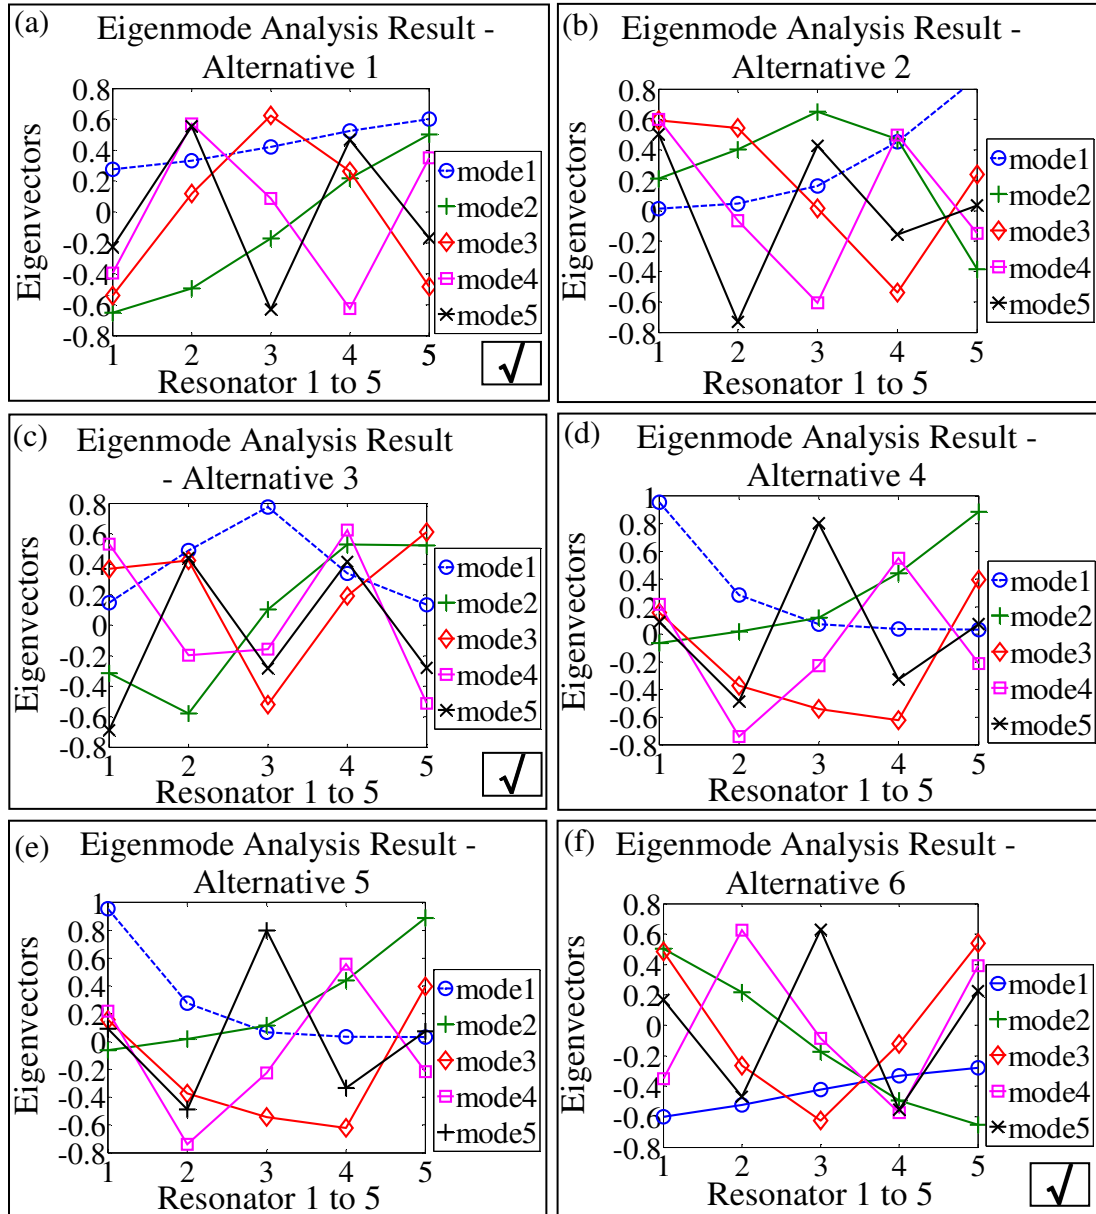 (a)
Eigenmode Analysis Result -
Alternative 1
0.8
0.6
0.4
0.2
0
-0.2
-0.4
-0.6
-0.8
Eigenvectors
1 2 3 4 5
Resonator 1 to 5
mode1
mode2
mode3
mode4
mode5
√
(b)
Eigenmode Analysis Result -
Alternative 2
0.8
0.6
0.4
0.2
0
-0.2
-0.4
-0.6
-0.8
Eigenvectors
1 2 3 4 5
Resonator 1 to 5
mode1
mode2
mode3
mode4
mode5
(c)
Eigenmode Analysis Result
- Alternative 3
0.8
0.6
0.4
0.2
0
-0.2
-0.4
-0.6
-0.8
Eigenvectors
1 2 3 4 5
Resonator 1 to 5
mode1
mode2
mode3
mode4
mode5
√
(d)
Eigenmode Analysis Result -
Alternative 4
1
0.8
0.6
0.4
0.2
0
-0.2
-0.4
-0.6
-0.8
Eigenvectors
1 2 3 4 5
Resonator 1 to 5
mode1
mode2
mode3
mode4
mode5
(e)
Eigenmode Analysis Result -
Alternative 5
1
0.8
0.6
0.4
0.2
0
-0.2
-0.4
-0.6
-0.8
Eigenvectors
1 2 3 4 5
Resonator 1 to 5
mode1
mode2
mode3
mode4
mode5
(f)
Eigenmode Analysis Result -
Alternative 6
0.8
0.6
0.4
0.2
0
-0.2
-0.4
-0.6
-0.8
Eigenvectors
1 2 3 4 5
Resonator 1 to 5
mode1
mode2
mode3
mode4
mode5
√